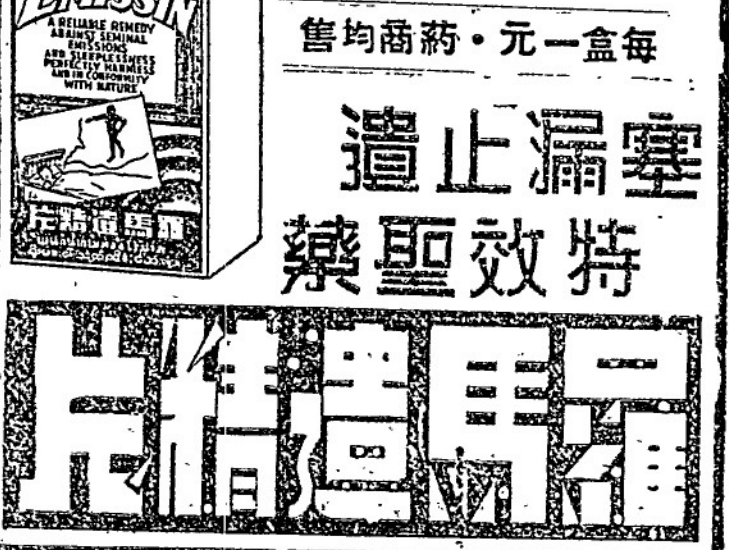 A RELIABLE REMEDY
AGAINST SEMINAL
EMISSIONS
AND SLEEPLESSNESS
PERFECTLY HARMLESS
AND IN CONFORMITY
WITH NATURE
每盒一元・葯商均售
塞漏止遺
特效聖藥
羅馬遺精片
羅馬遺精片